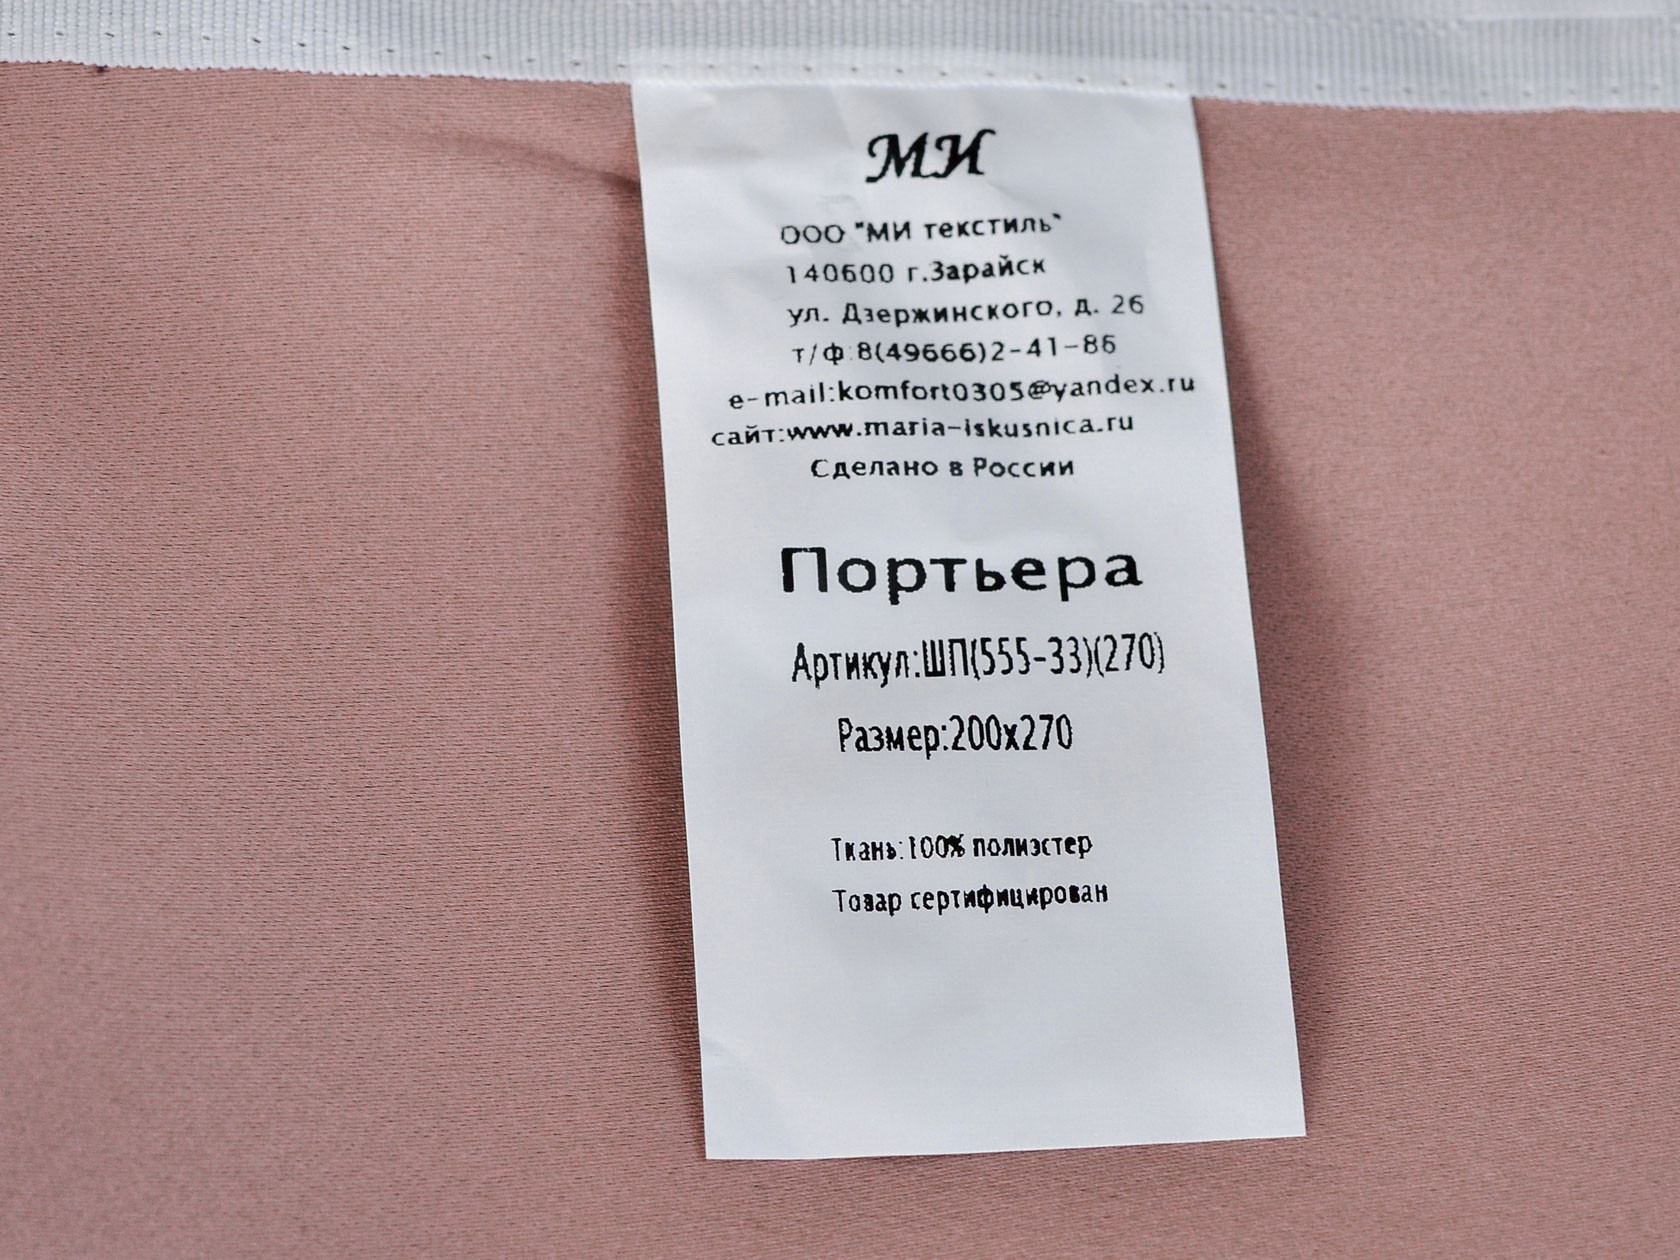 МИ
ООО "МИ текстиль"
140600 г.Зарайск
ул. Дзержинского, д. 26
т/ф:8(49666)2-41-86
e-mail:komfort0305@yandex.ru
сайт:www.maria-iskusnica.ru
Сделано в России
Портьера
Артикул:ШП(555-33)(270)
Размер:200x270
Ткань:100% полиэстер
Товар сертифицирован